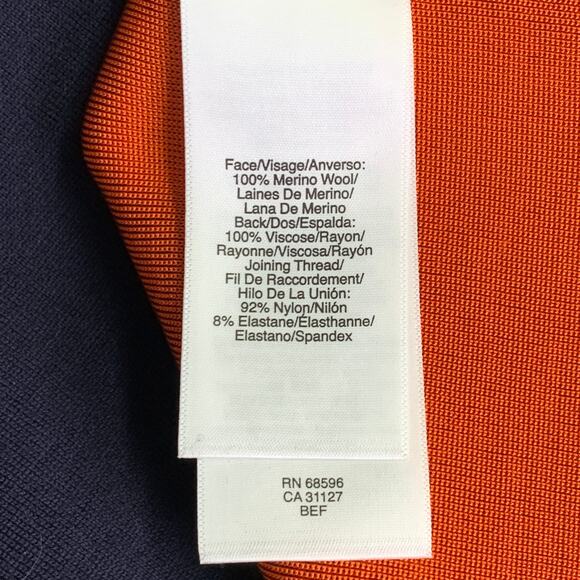 Face/Visage/Anverso:
100% Merino Wool/
Laines De Merino/
Lana De Merino
Back/Dos/Espalda:
100% Viscose/Rayon/
Rayonne/Viscosa/Rayón
Joining Thread/
Fil De Raccordement/
Hilo De La Unión:
92% Nylon/Nilón
8% Elastane/Élasthanne/
Elastano/Spandex
RN 68596
CA 31127
BEF